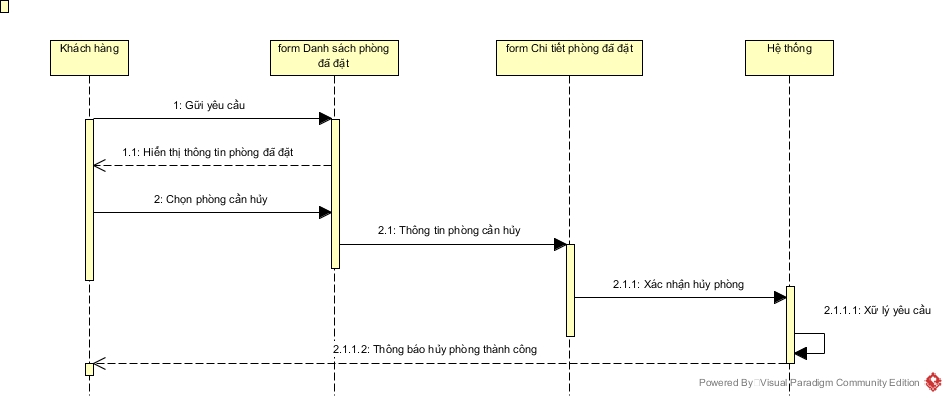 Khách hàng
form Danh sách phòng
đã đặt
form Chi tiết phòng đã đặt
Hệ thống
1: Gữi yêu cầu
1.1: Hiển thị thông tin phòng đã đặt
2: Chọn phòng cần hủy
2.1: Thông tin phòng cần hủy
2.1.1: Xác nhận hủy phòng
2.1.1.1: Xữ lý yêu cầu
2.1.1.2: Thông báo hủy phòng thành công
Powered By Visual Paradigm Community Edition